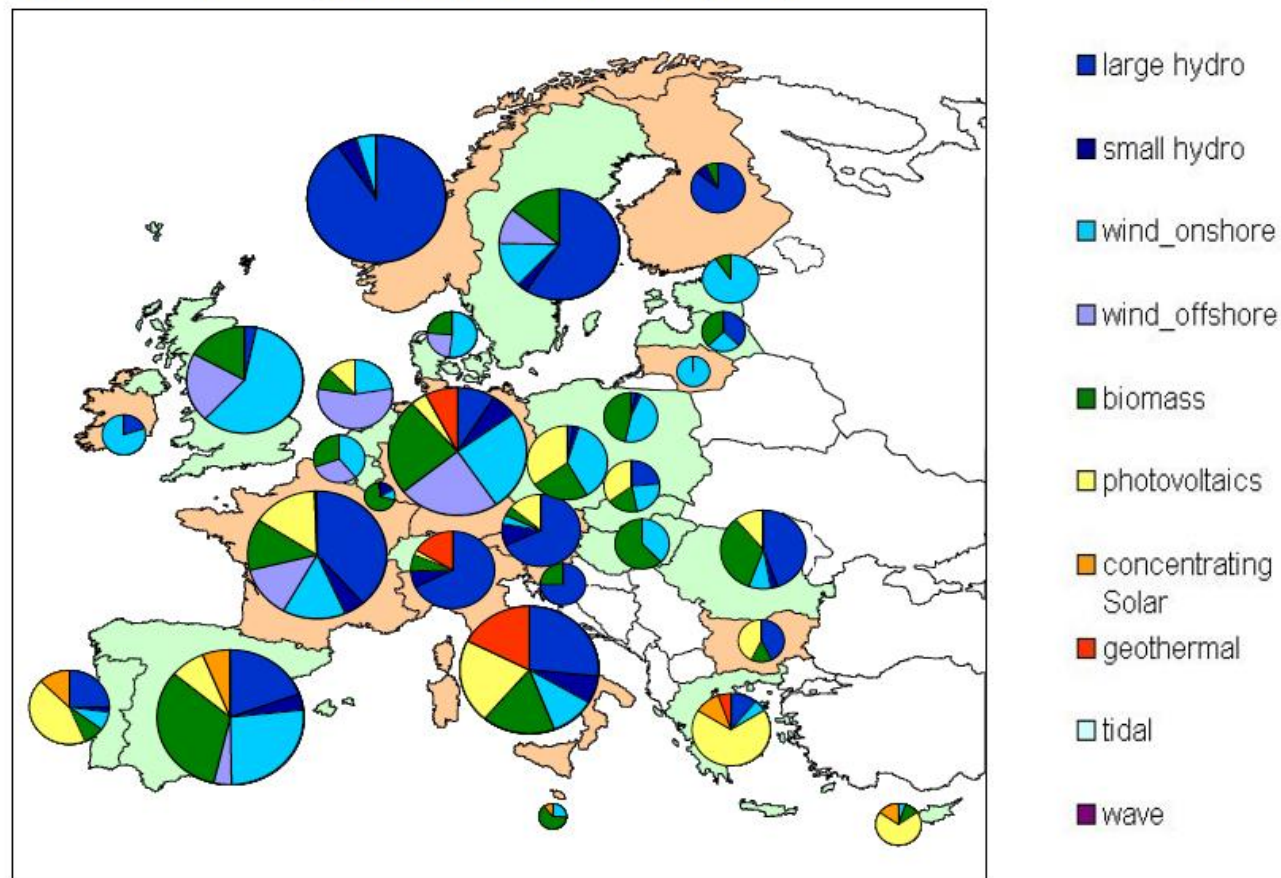 large hydro
small hydro
wind_onshore
wind_offshore
biomass
photovoltaics
concentrating
Solar
geothermal
tidal
wave